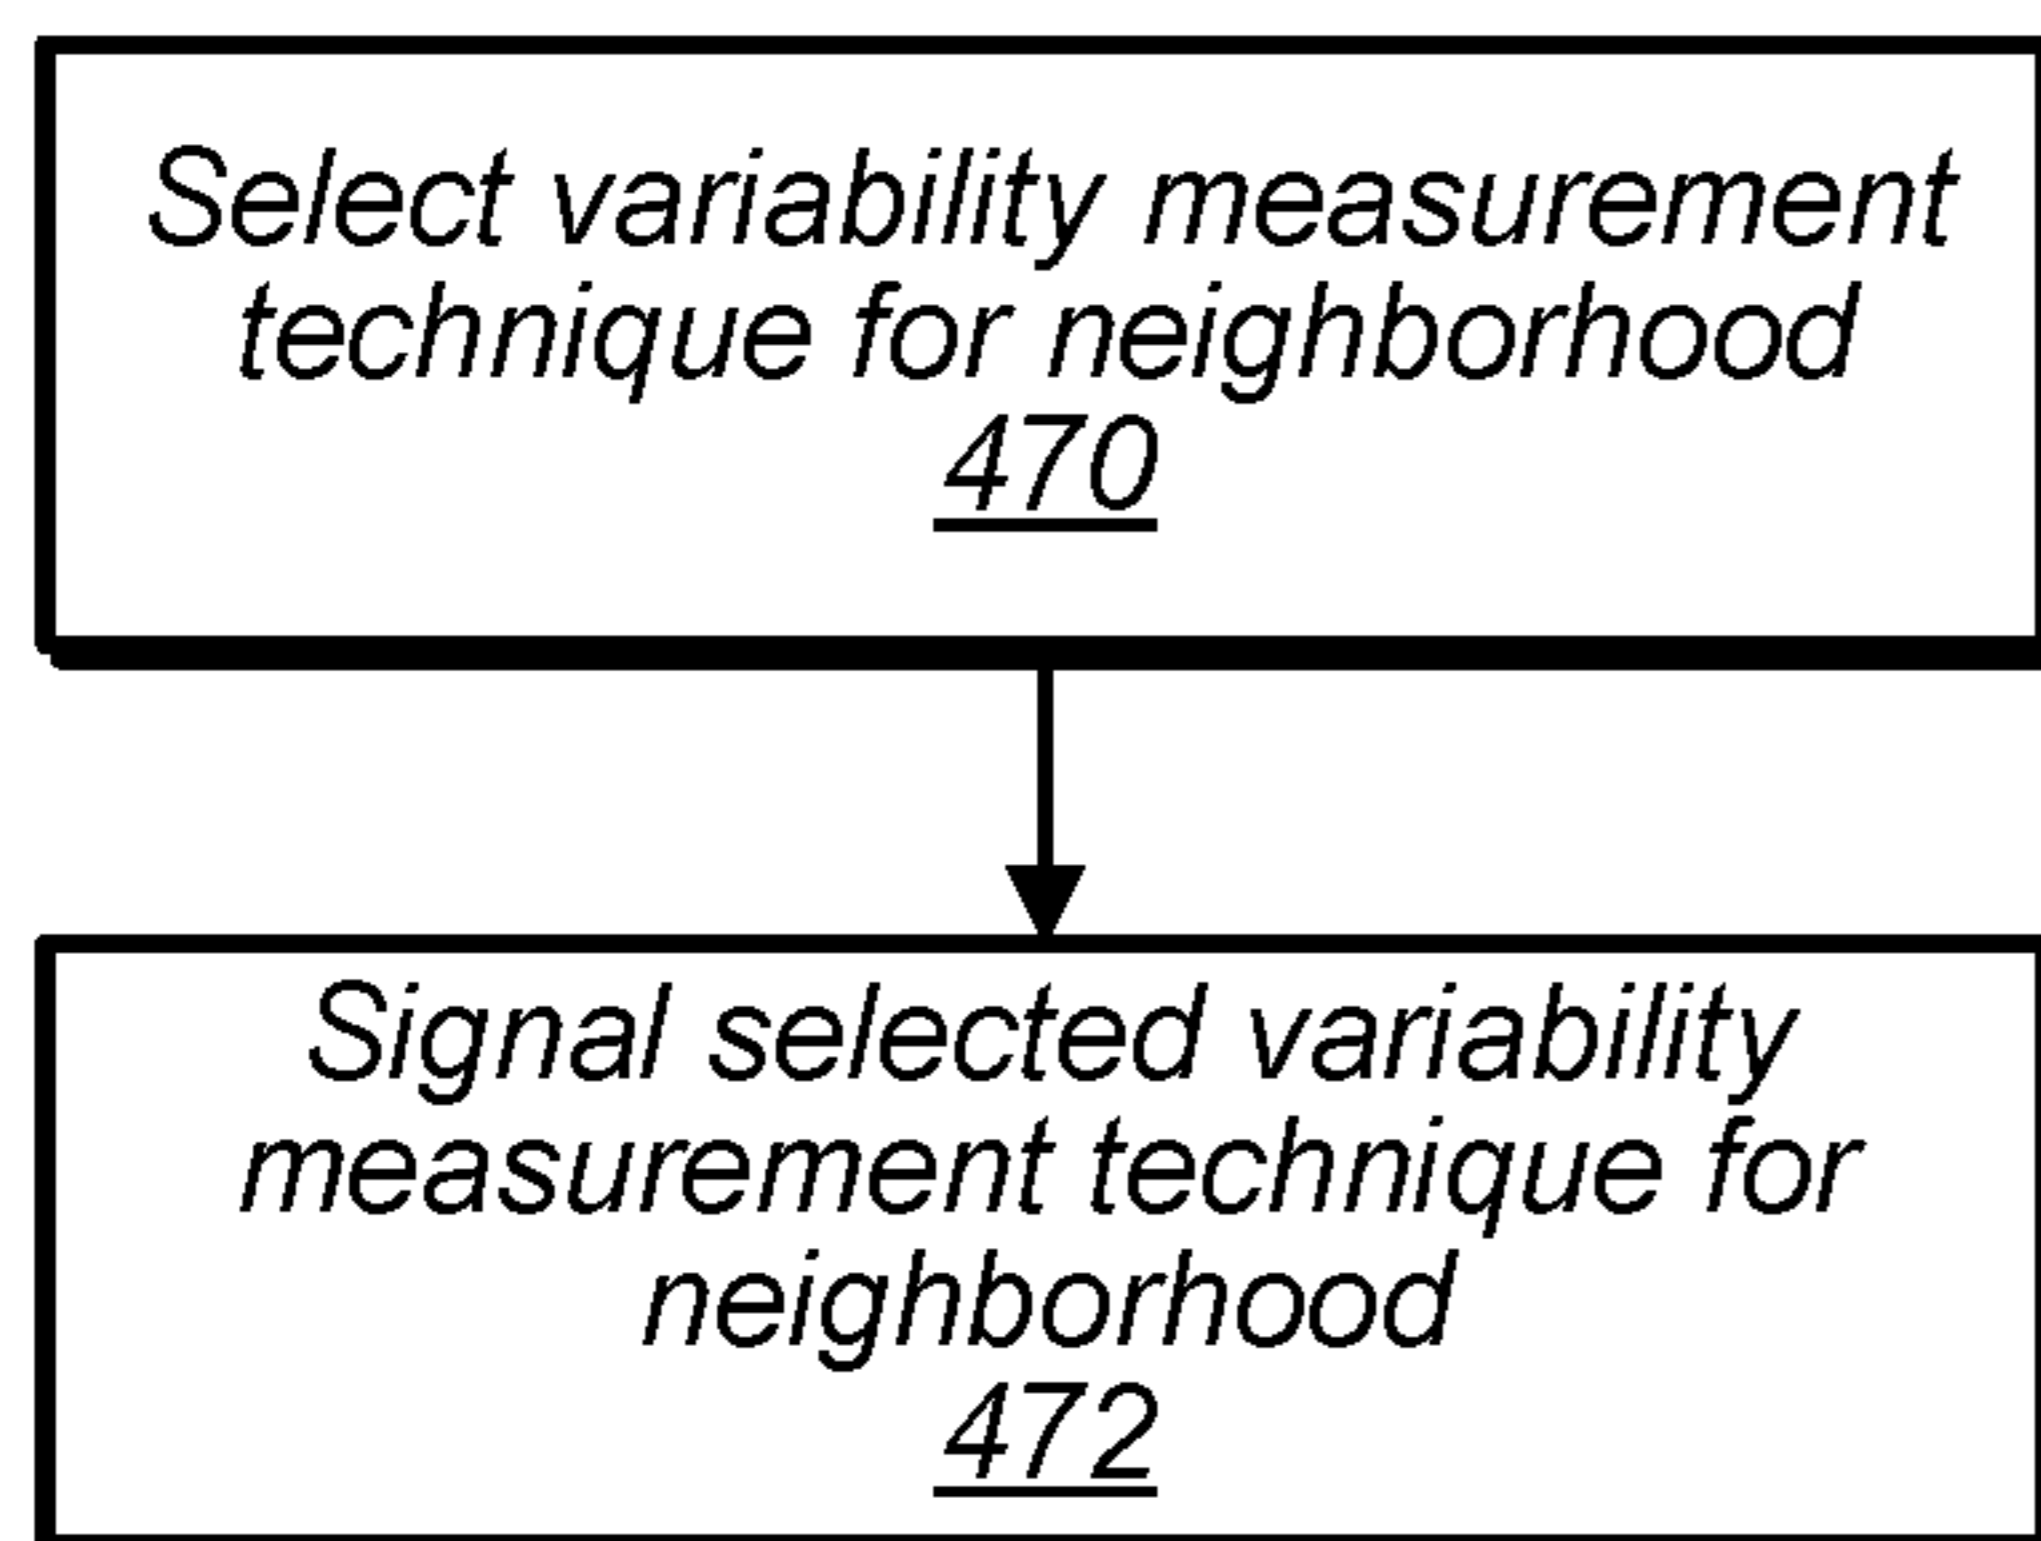 Select variability measurement
technique for neighborhood
470
Signal selected variability
measurement technique for
neighborhood
472